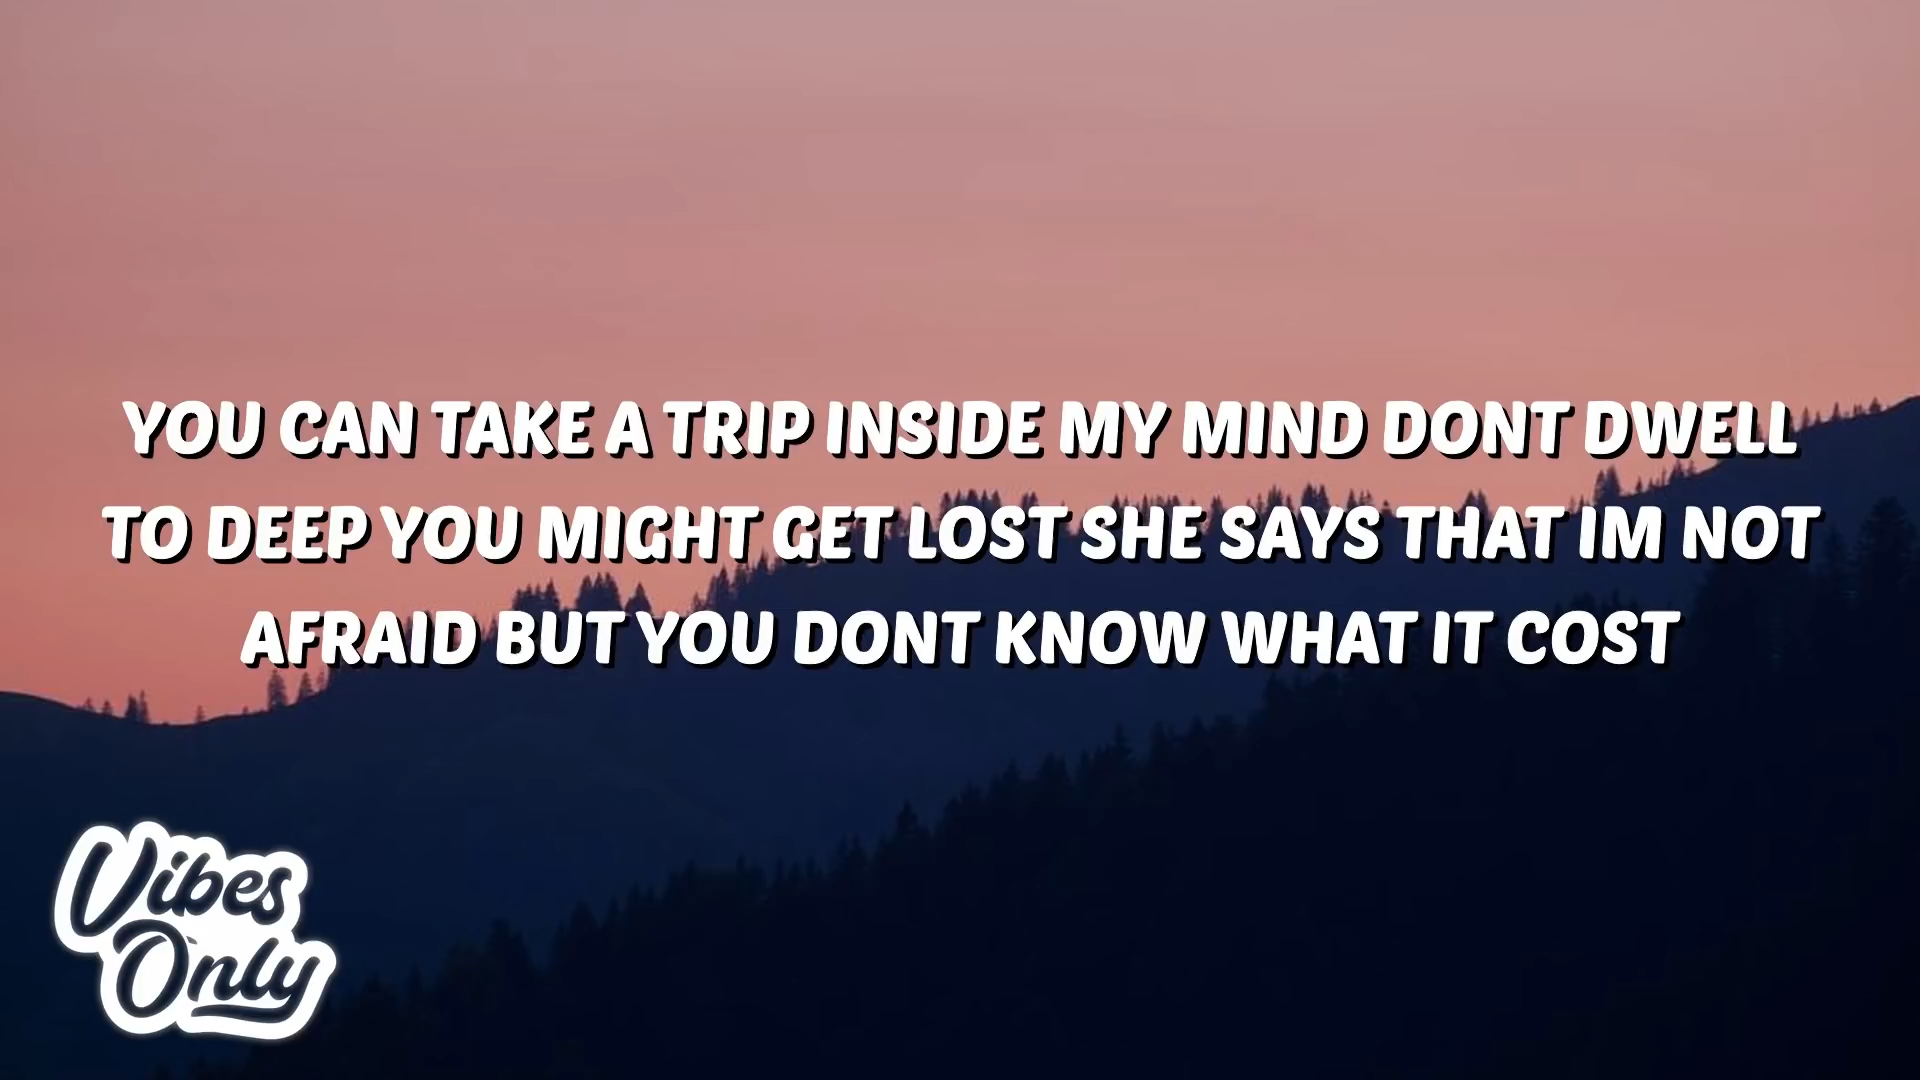 YOU CAN TAKE A TRIP INSIDE MY MIND DONT DWELL
TO DEEP YOU MIGHT GET LOST SHE SAYS THAT IM NOT
AFRAID BUT YOU DONT KNOW WHAT IT COST
Vibes
Only